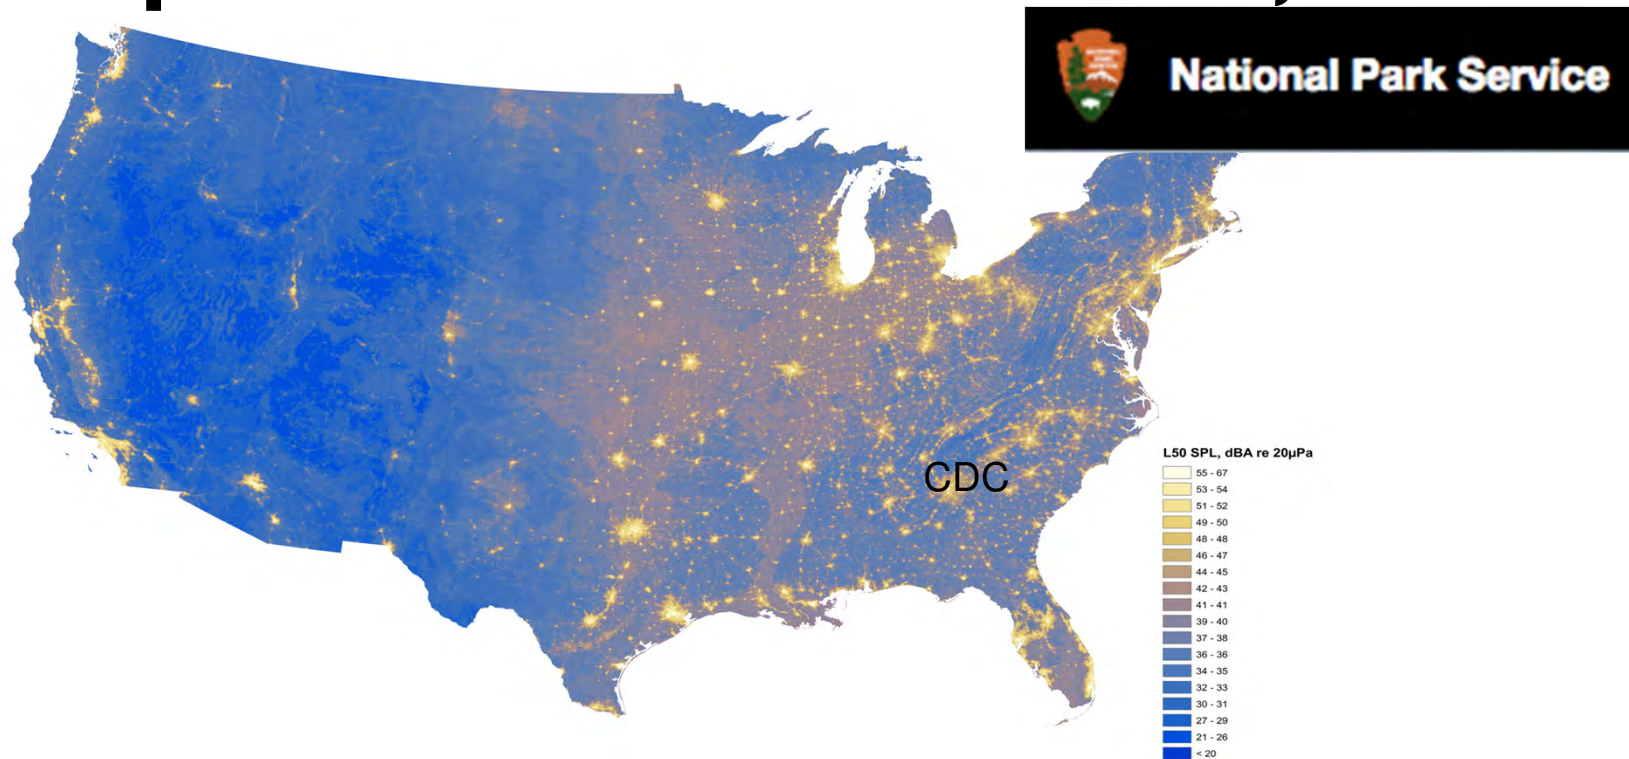 National Park Service
CDC
L50 SPL, dBA re 20µPa
55 - 67
53 - 54
51 - 52
49 - 50
48 - 48
46 - 47
44 - 45
42 - 43
41 - 41
39 - 40
37 - 38
36 - 36
34 - 35
32 - 33
30 - 31
27 - 29
21 - 26
< 20